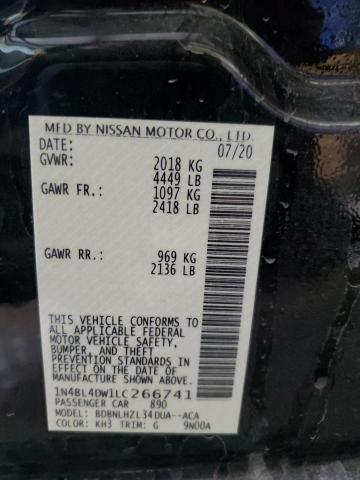 MFD BY NISSAN MOTOR CO., LTD.
DATE: 07/20
GVWR: 2018 KG
4449 LB
GAWR FR: 1097 KG
2418 LB
GAWR RR: 969 KG
2136 LB
THIS VEHICLE CONFORMS TO
ALL APPLICABLE FEDERAL
MOTOR VEHICLE SAFETY,
BUMPER, AND THEFT
PREVENTION STANDARDS IN
EFFECT ON THE DATE OF
MANUFACTURE SHOWN ABOVE.
1N4BL4DW1LC266741
PASSENGER CAR 890
MODEL: BDBNLHZL34DUA--ACA
COLOR: KH3 TRIM: G 9N00A